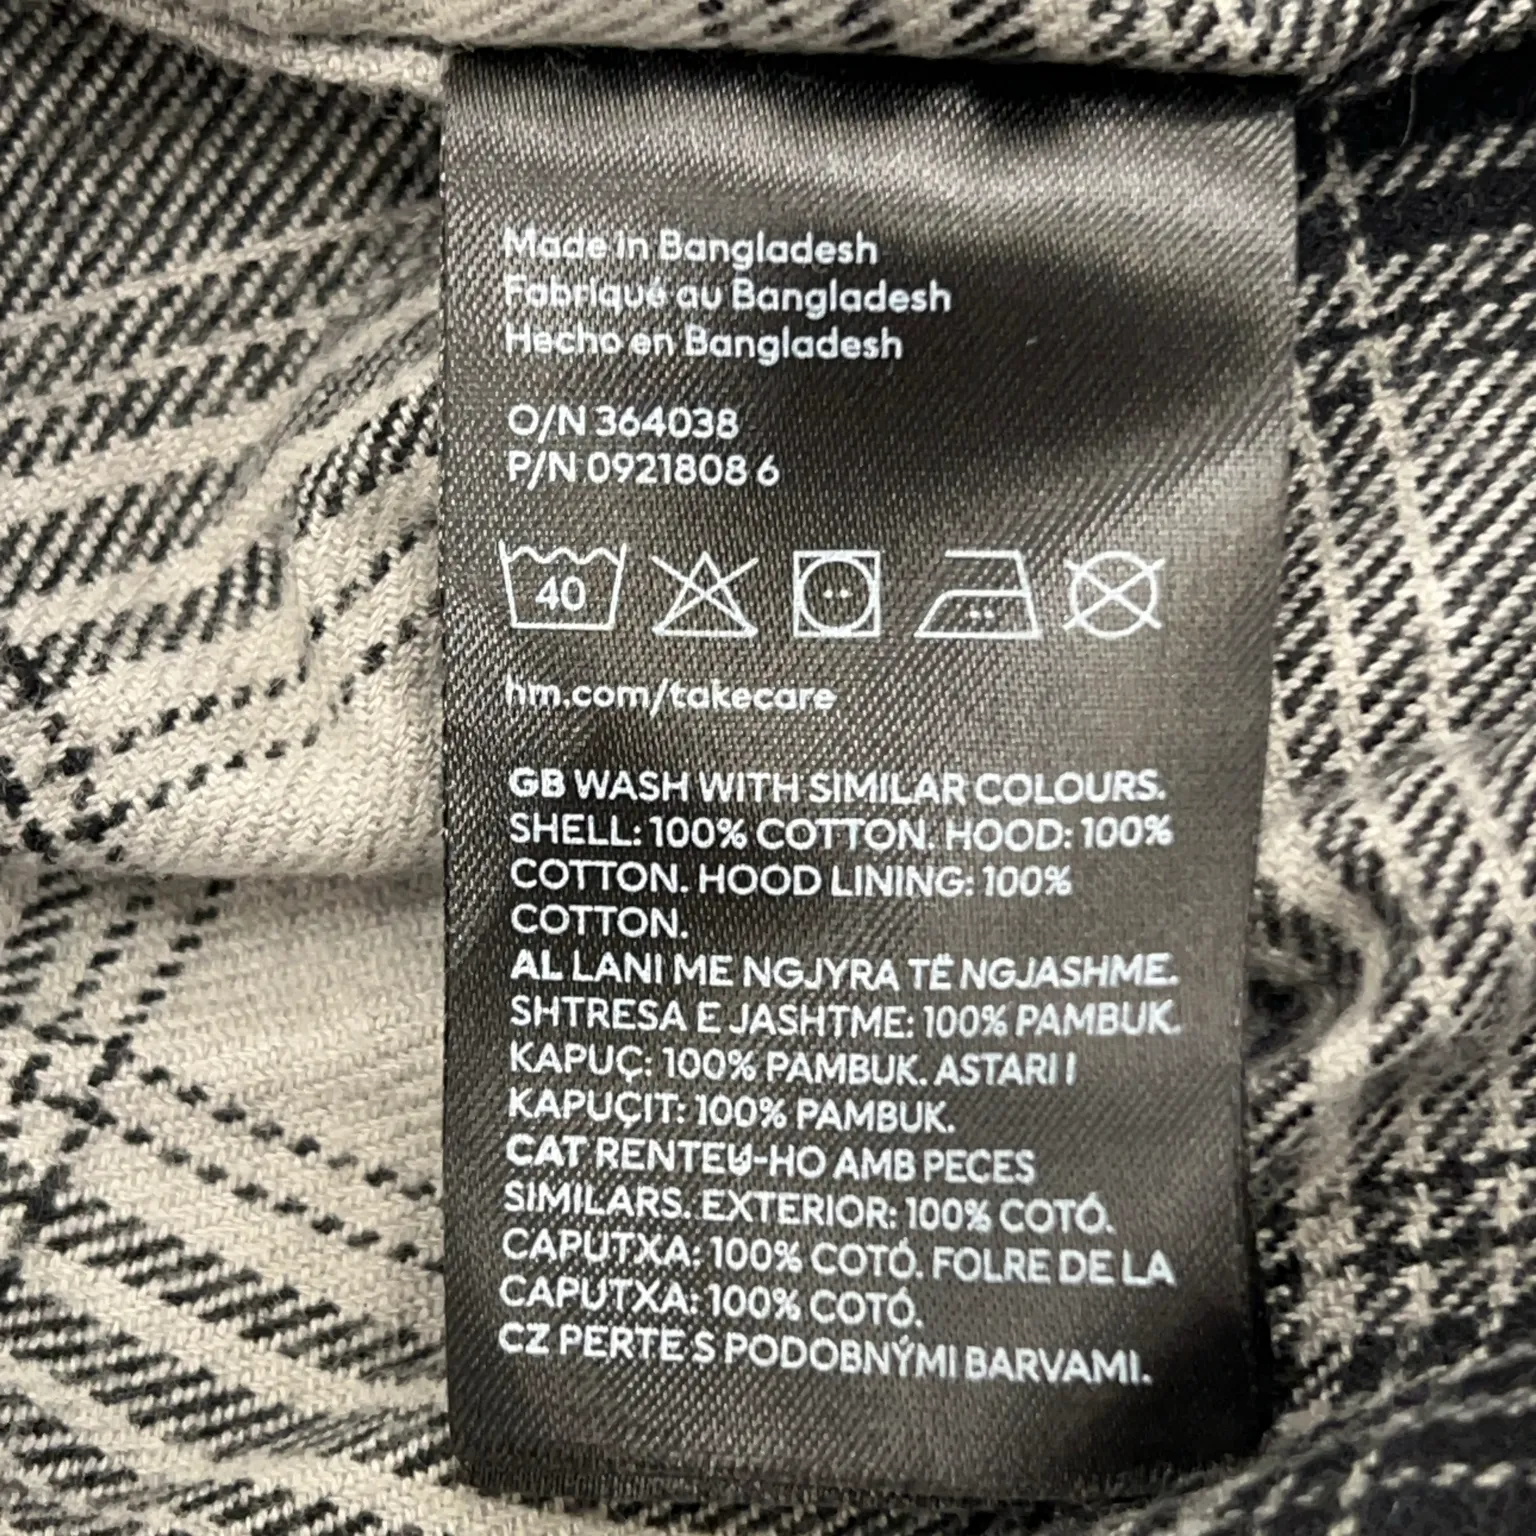 Made in Bangladesh
Fabriqué au Bangladesh
Hecho en Bangladesh
O/N 364038
P/N 0921808 6
40
hm.com/takecare
GB WASH WITH SIMILAR COLOURS.
SHELL: 100% COTTON. HOOD: 100%
COTTON. HOOD LINING: 100%
COTTON.
AL LANI ME NGJYRA TË NGJASHME.
SHTRESA E JASHTME: 100% PAMBUK.
KAPUÇ: 100% PAMBUK. ASTARI I
KAPUÇIT: 100% PAMBUK.
CAT RENTEU-HO AMB PECES
SIMILARS. EXTERIOR: 100% COTÓ.
CAPUTXA: 100% COTÓ. FOLRE DE LA
CAPUTXA: 100% COTÓ.
CZ PERTE S PODOBNÝMI BARVAMI.